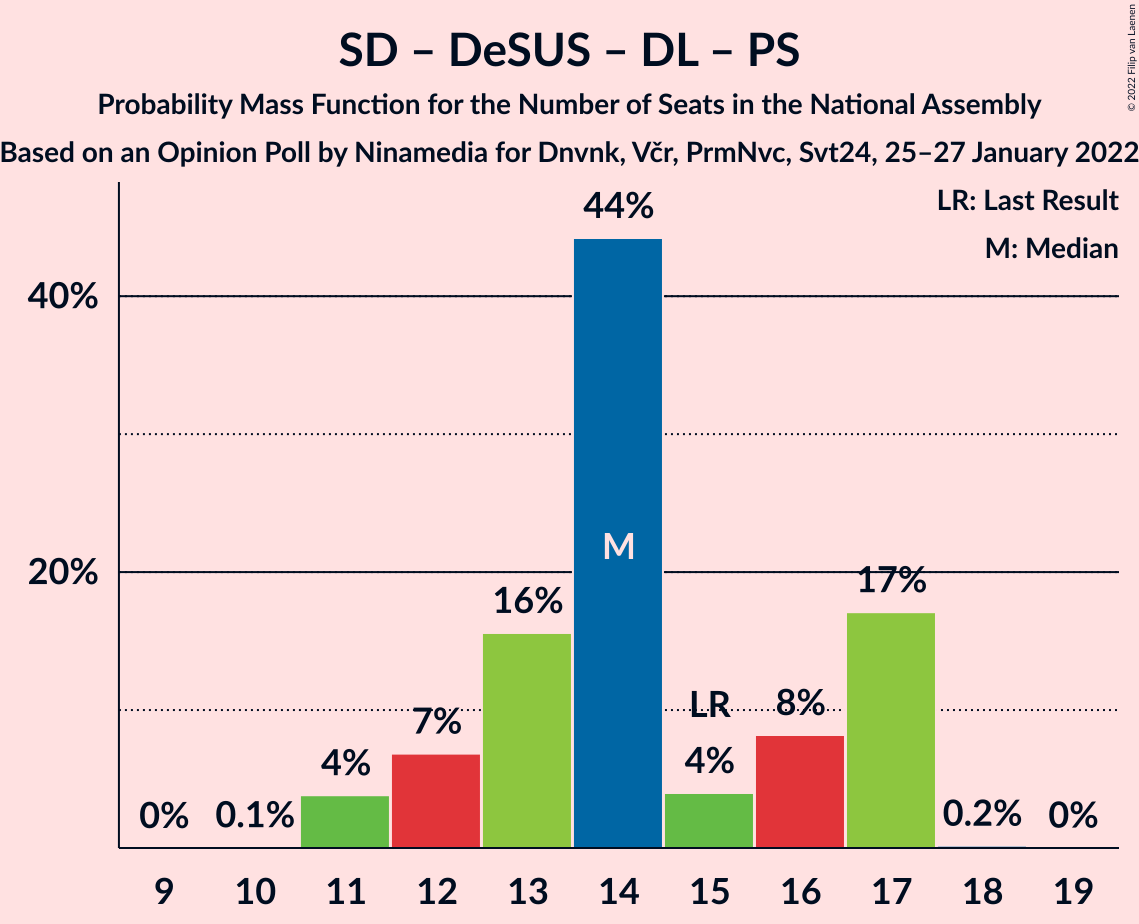 SD – DeSUS – DL – PS
Probability Mass Function for the Number of Seats in the National Assembly
Based on an Opinion Poll by Ninamedia for Dnvnk, Včr, PrmNvc, Svt24, 25–27 January 2022
© 2022 Filip van Laenen
LR: Last Result
M: Median
40%
20%
0%
0.1%
4%
7%
16%
44%
M
LR
4%
8%
17%
0.2%
0%
9 10 11 12 13 14 15 16 17 18 19